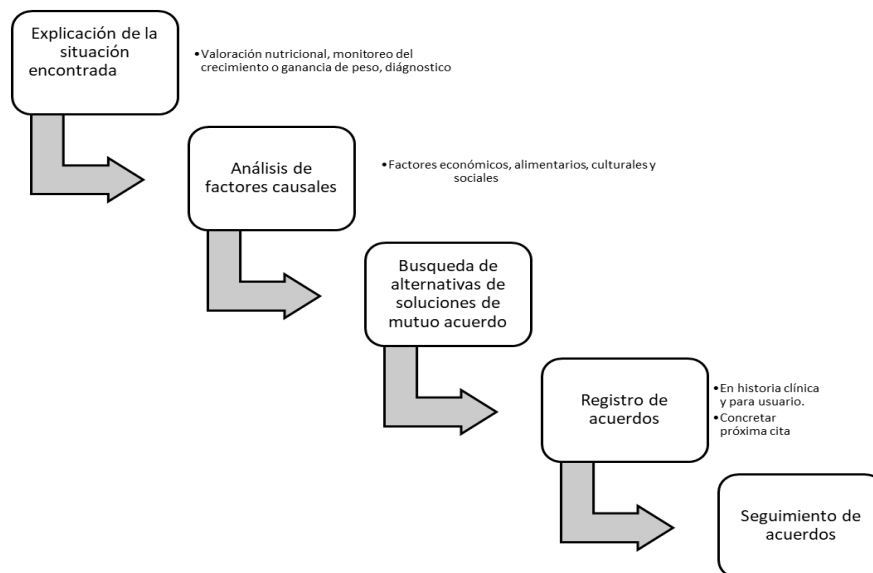 Explicación de la
situación
encontrada
•Valoración nutricional, monitoreo del
crecimiento o ganancia de peso, diágnostico
Análisis de
factores causales
•Factores económicos, alimentarios, culturales y
sociales
Busqueda de
alternativas de
soluciones de
mutuo acuerdo
Registro de
acuerdos
•En historia clínica
y para usuario.
•Concretar
próxima cita
Seguimiento de
acuerdos